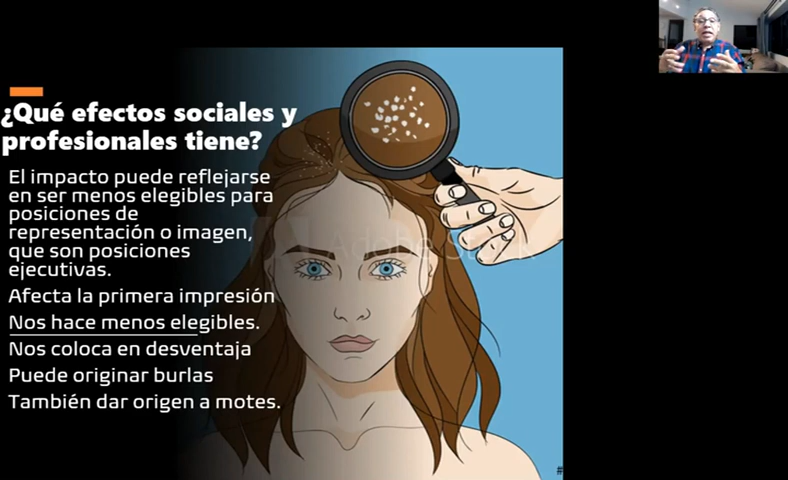 ¿Qué efectos sociales y
profesionales tiene?
El impacto puede reflejarse
en ser menos elegibles para
posiciones de
representación o imagen,
que son posiciones
ejecutivas.
Afecta la primera impresión
Nos hace menos elegibles.
Nos coloca en desventaja
Puede originar burlas
También dar origen a motes.
Adobe Stock
#